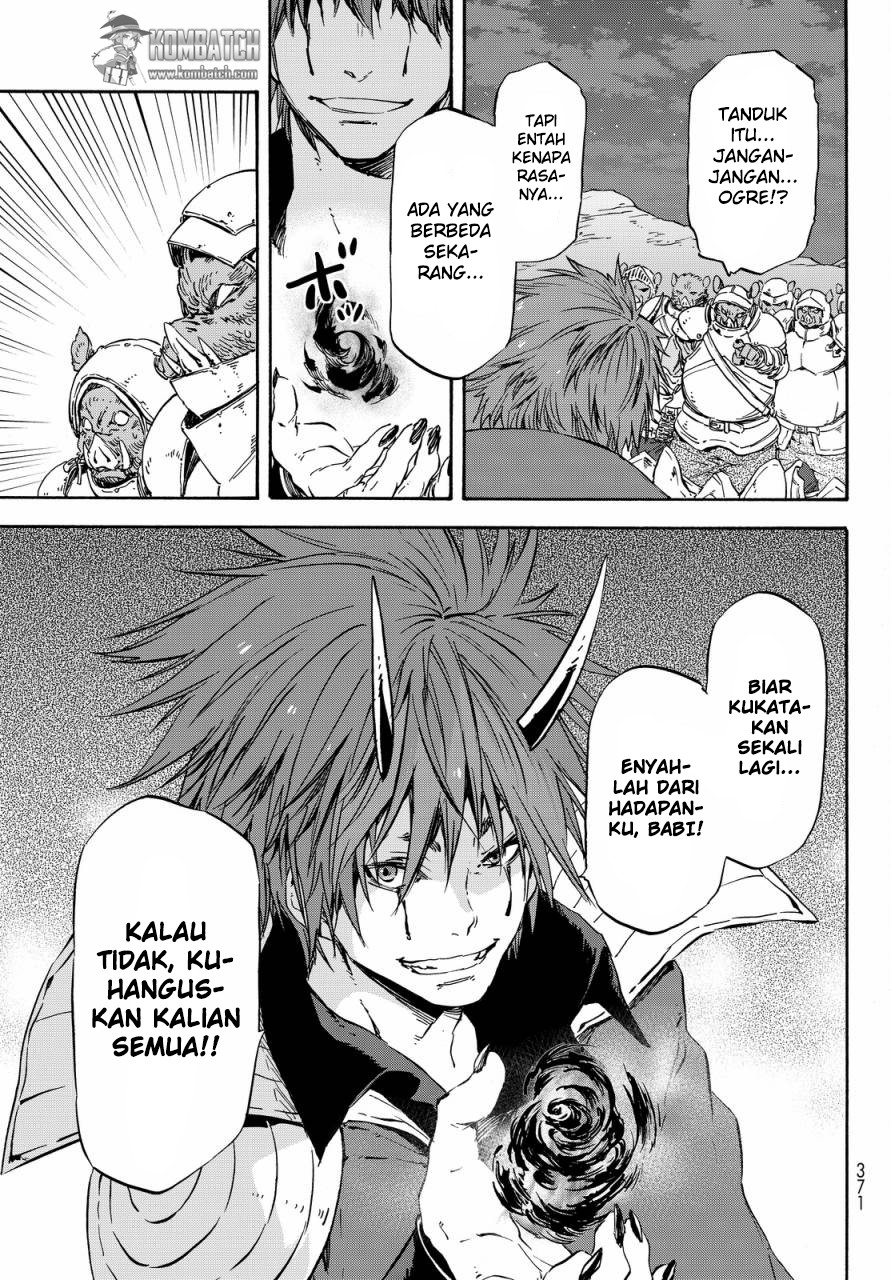 KOMBATCH
www.kombatch.com
TANDUK
ITU...
JANGAN-
JANGAN...
OGRE!?
TAPI
ENTAH
KENAPA
RASA-
NYA...
ADA YANG
BERBEDA
SEKA-
RANG...
ボッ
BIAR
KUKATA-
KAN
SEKALI
LAGI...
ENYAH-
LAH DARI
HADAPAN-
KU, BABI!
KALAU
TIDAK, KU-
HANGUS-
KAN KALIAN
SEMUA!!
371